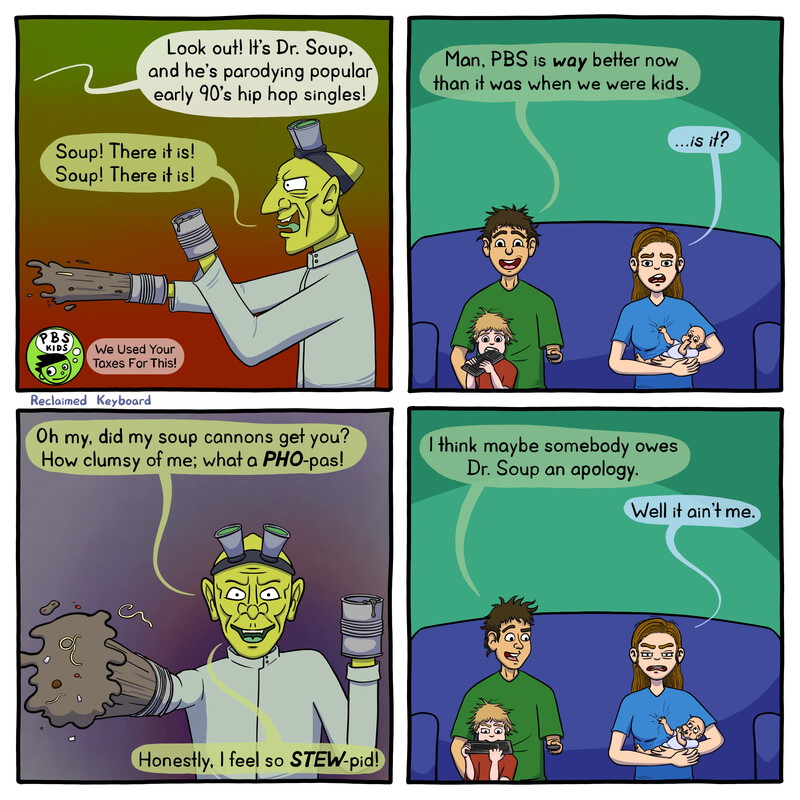 Look out! It's Dr. Soup,
and he's parodying popular
early 90's hip hop singles!
Soup! There it is!
Soup! There it is!
PBS
KIDS
We Used Your
Taxes For This!
Man, PBS is way better now
than it was when we were kids.
...is it?
Reclaimed Keyboard
Oh my, did my soup cannons get you?
How clumsy of me; what a PHO-pas!
Honestly, I feel so STEW-pid!
I think maybe somebody owes
Dr. Soup an apology.
Well it ain't me.